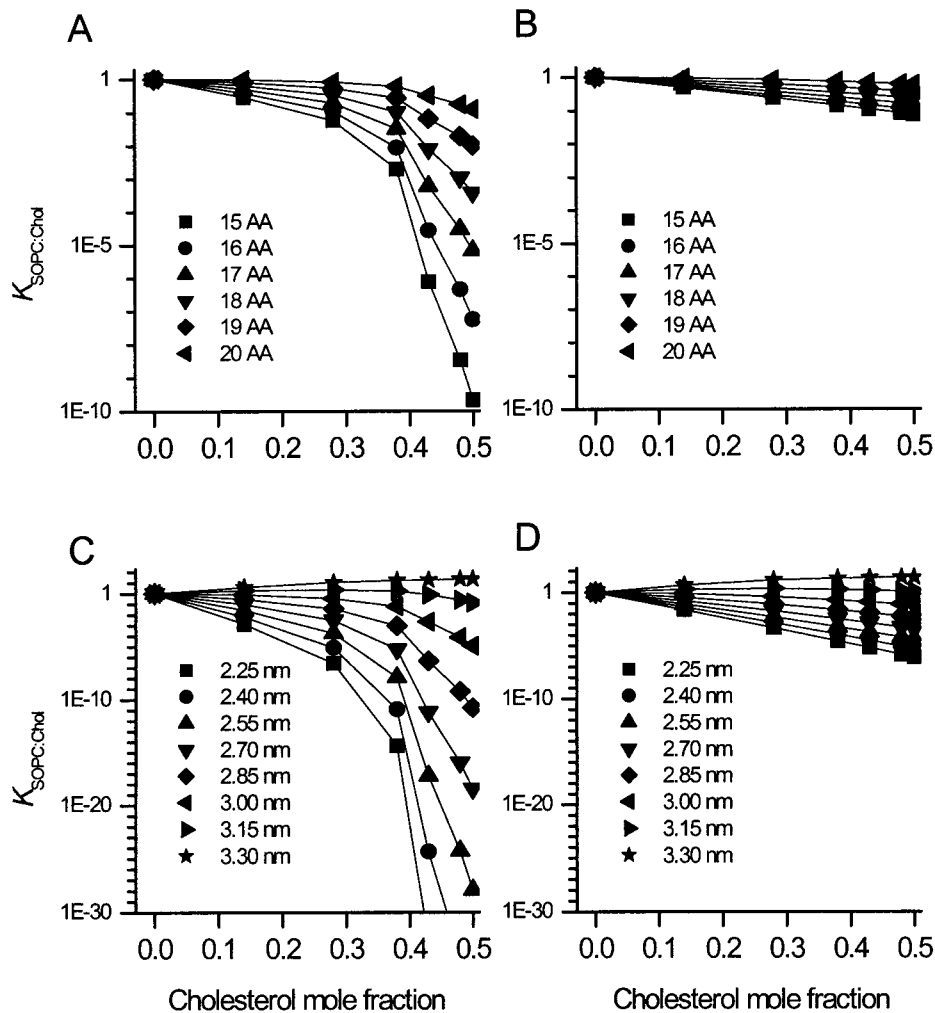 A
B
1
1E-5
1E-10
K SOPC:Chol
15 AA
16 AA
17 AA
18 AA
19 AA
20 AA
0.0 0.1 0.2 0.3 0.4 0.5
1
1E-5
1E-10
15 AA
16 AA
17 AA
18 AA
19 AA
20 AA
0.0 0.1 0.2 0.3 0.4 0.5
C
D
1
1E-10
1E-20
1E-30
K SOPC:Chol
2.25 nm
2.40 nm
2.55 nm
2.70 nm
2.85 nm
3.00 nm
3.15 nm
3.30 nm
0.0 0.1 0.2 0.3 0.4 0.5
Cholesterol mole fraction
1
1E-10
1E-20
1E-30
2.25 nm
2.40 nm
2.55 nm
2.70 nm
2.85 nm
3.00 nm
3.15 nm
3.30 nm
0.0 0.1 0.2 0.3 0.4 0.5
Cholesterol mole fraction